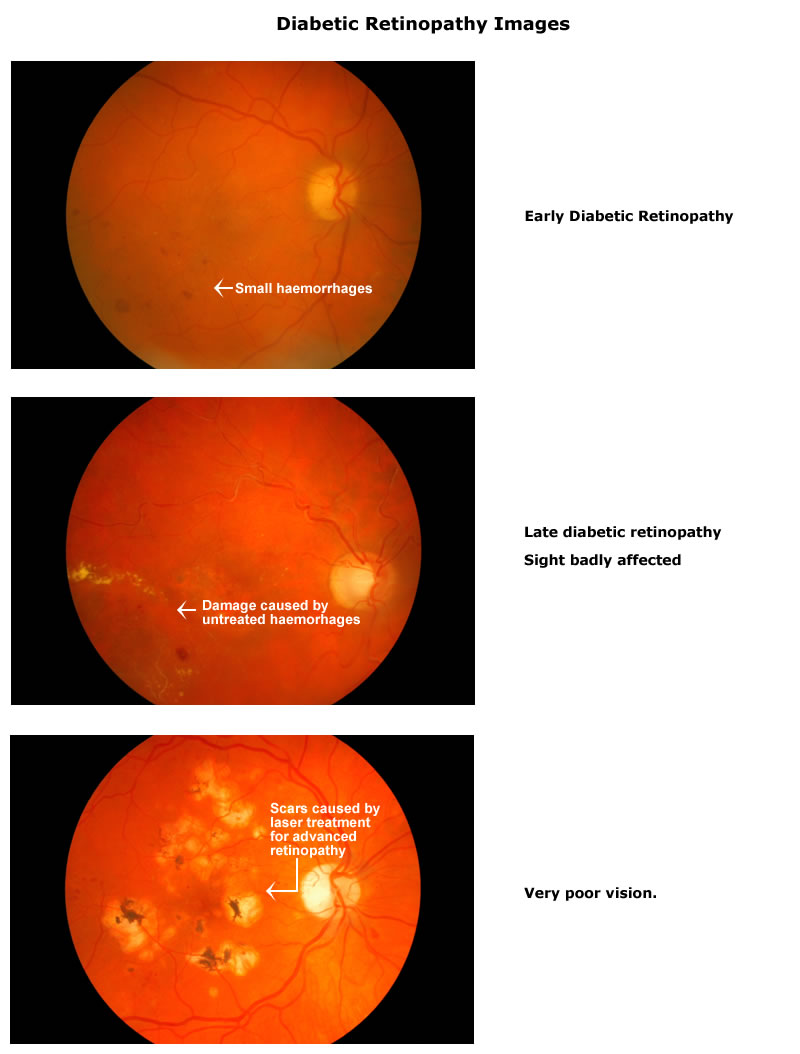 Diabetic Retinopathy Images
Small haemorrhages
Early Diabetic Retinopathy
Late diabetic retinopathy
Sight badly affected
Damage caused by
untreated haemorhages
Scars caused by
laser treatment
for advanced
retinopathy
Very poor vision.